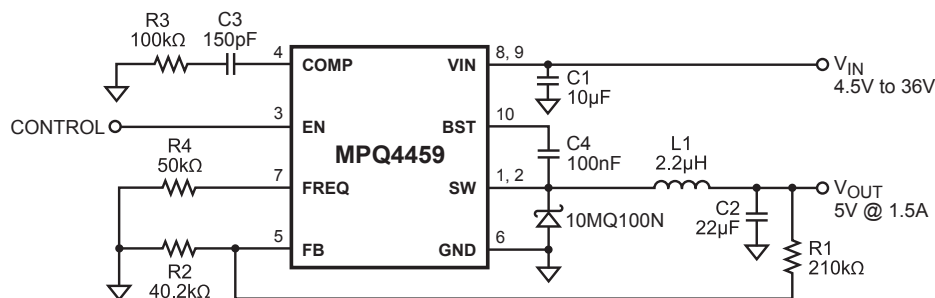 R3
100kΩ
C3
150pF
4
COMP
VIN
8, 9
V_IN
4.5V to 36V
C1
10µF
CONTROL
3
EN
BST
10
MPQ4459
C4
100nF
L1
2.2µH
R4
50kΩ
7
FREQ
SW
1, 2
V_OUT
5V @ 1.5A
10MQ100N
C2
22µF
5
FB
GND
6
R2
40.2kΩ
R1
210kΩ